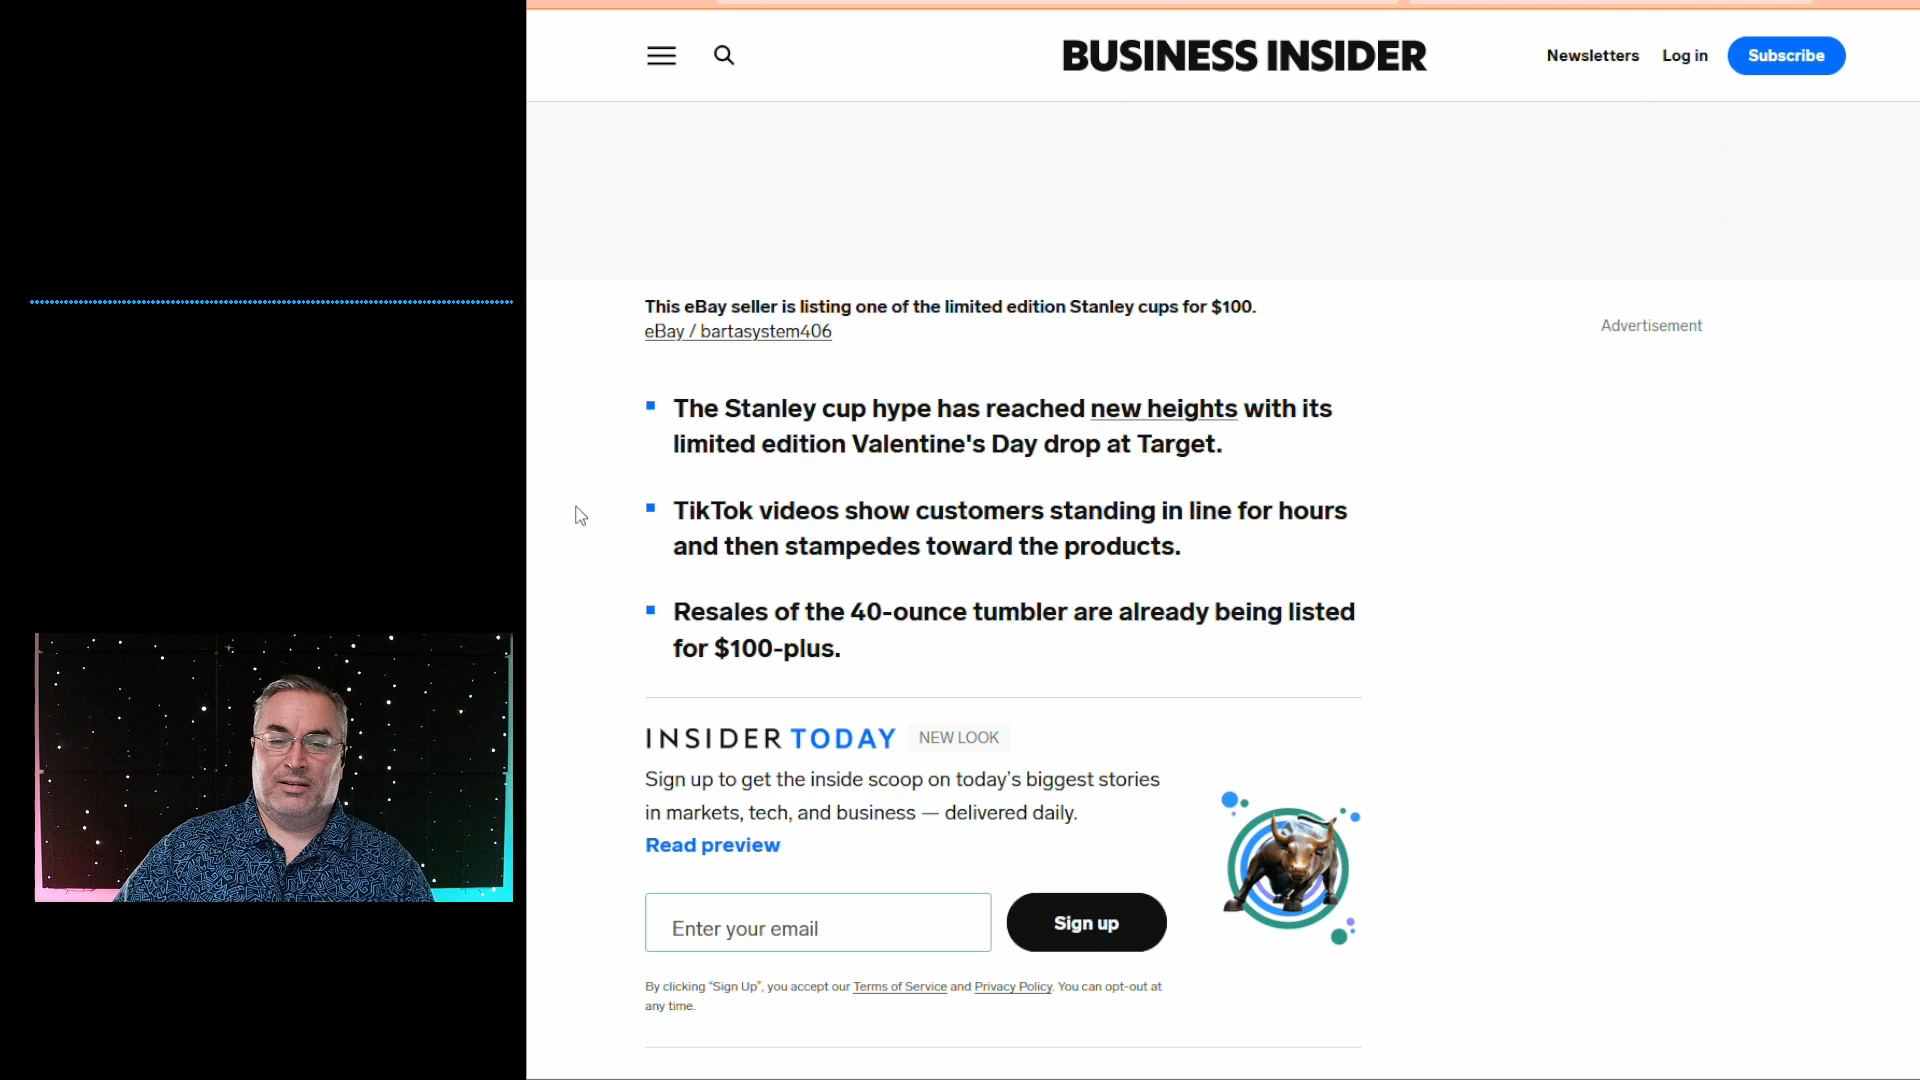 BUSINESS INSIDER
Newsletters
Log in
Subscribe
This eBay seller is listing one of the limited edition Stanley cups for $100.
eBay / bartasystem406
Advertisement
The Stanley cup hype has reached new heights with its
limited edition Valentine's Day drop at Target.
TikTok videos show customers standing in line for hours
and then stampedes toward the products.
Resales of the 40-ounce tumbler are already being listed
for $100-plus.
INSIDER TODAY NEW LOOK
Sign up to get the inside scoop on today’s biggest stories
in markets, tech, and business — delivered daily.
Read preview
Enter your email
Sign up
By clicking “Sign Up”, you accept our Terms of Service and Privacy Policy. You can opt-out at
any time.